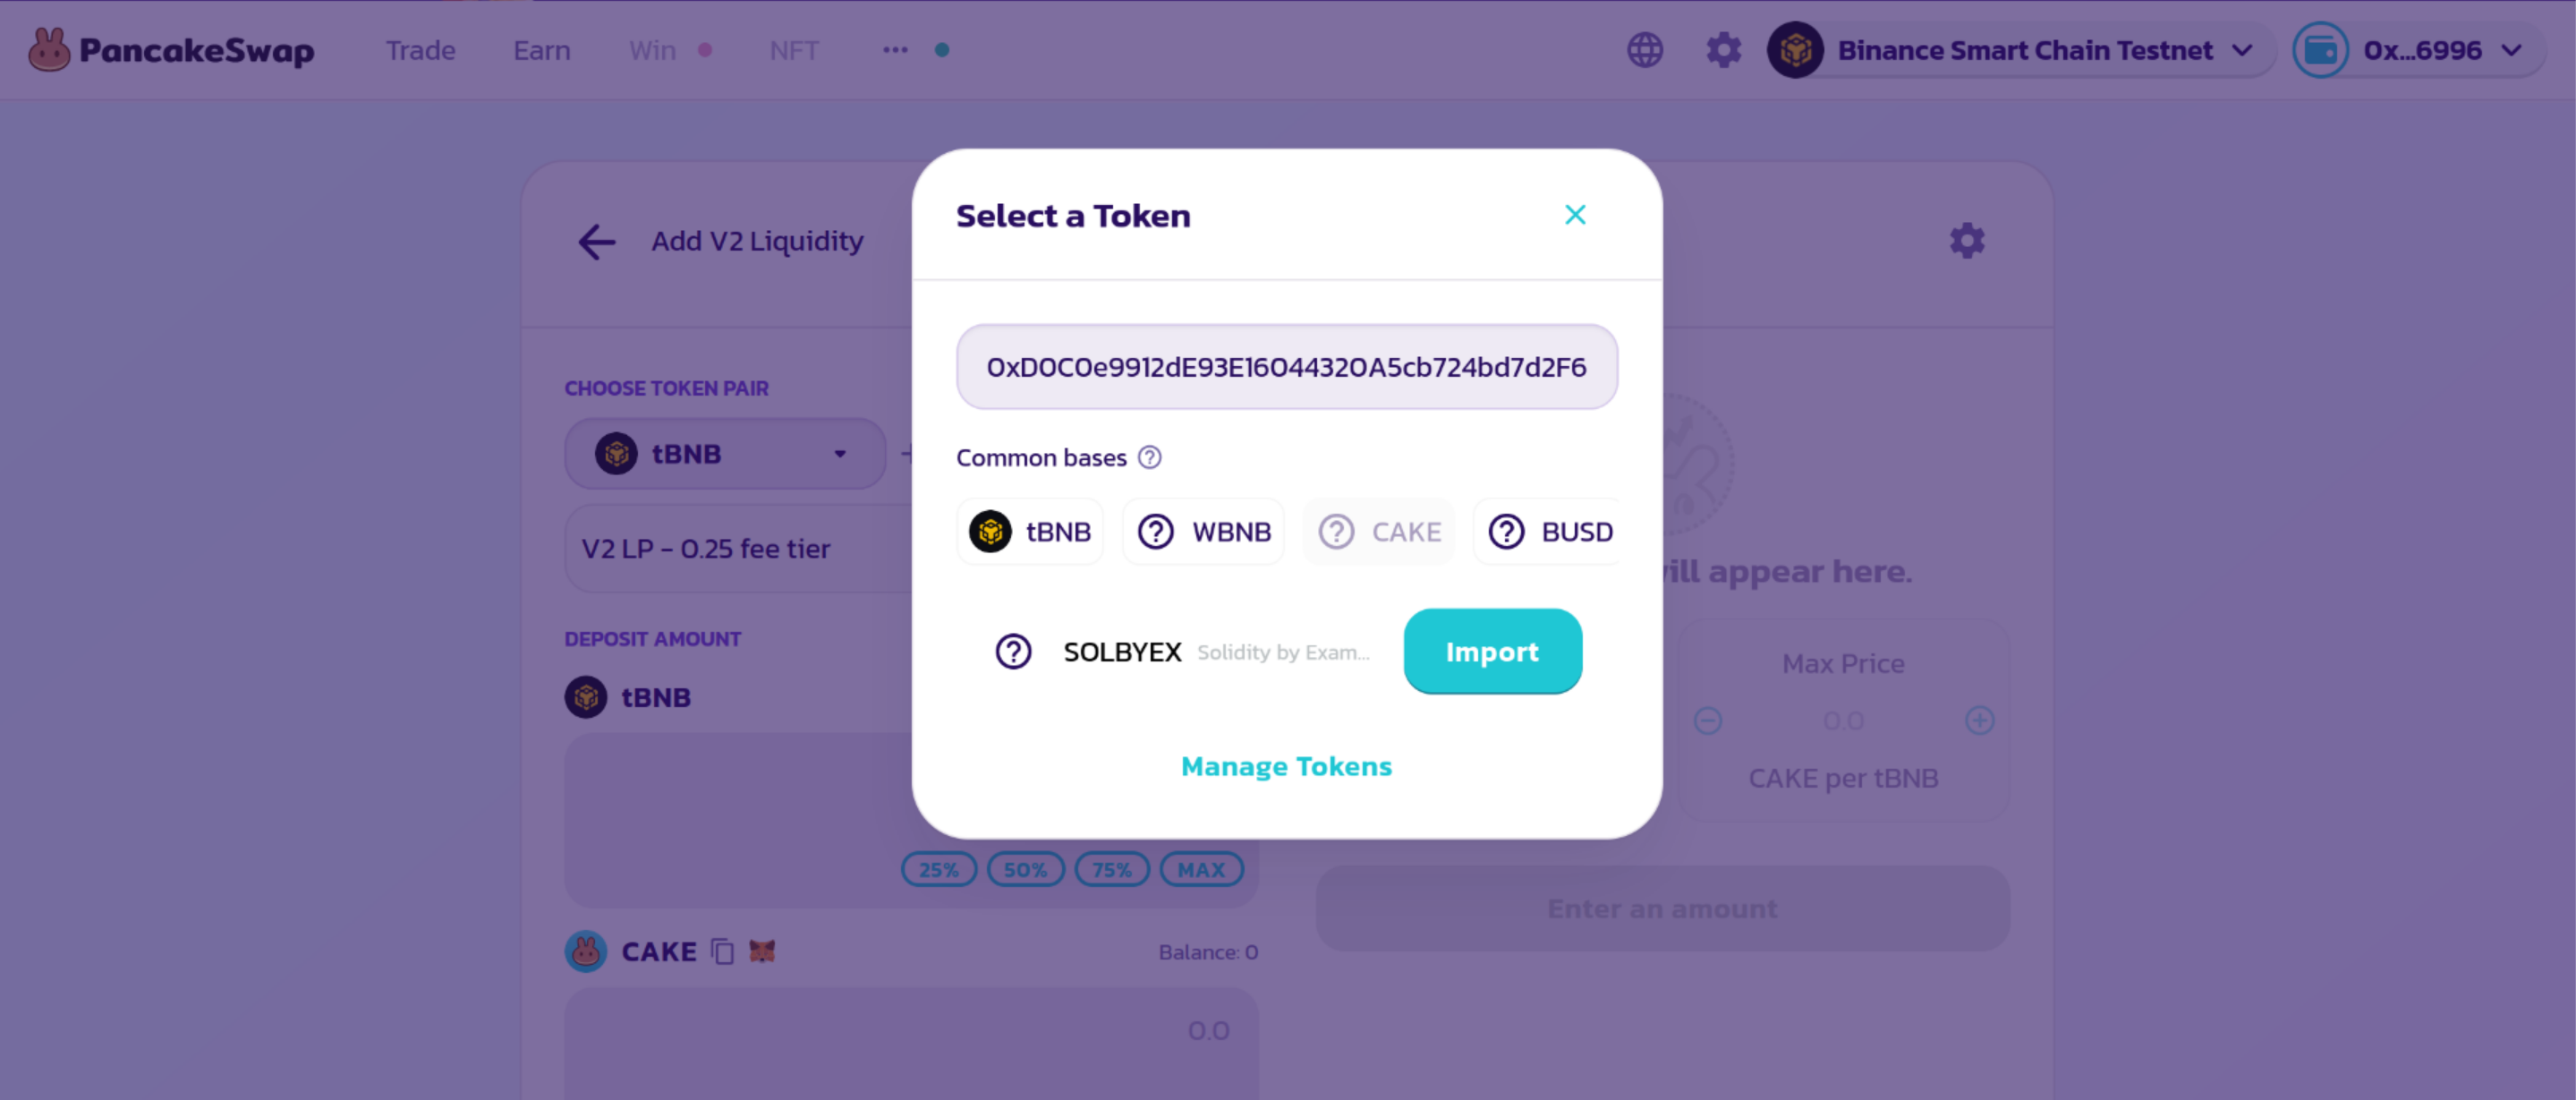 PancakeSwap Trade Earn Win NFT ... Binance Smart Chain Testnet 0x...6996
Add V2 Liquidity
Select a Token
0xD0C0e9912dE93E16044320A5cb724bd7d2F6
CHOOSE TOKEN PAIR
tBNB
V2 LP - 0.25 fee tier
Common bases
tBNB WBNB CAKE BUSD
SOLBYEX Solidity by Exam... Import
Manage Tokens
appear here.
DEPOSIT AMOUNT
tBNB
25% 50% 75% MAX
CAKE Balance: 0
0.0
Max Price
0.0
CAKE per tBNB
Enter an amount